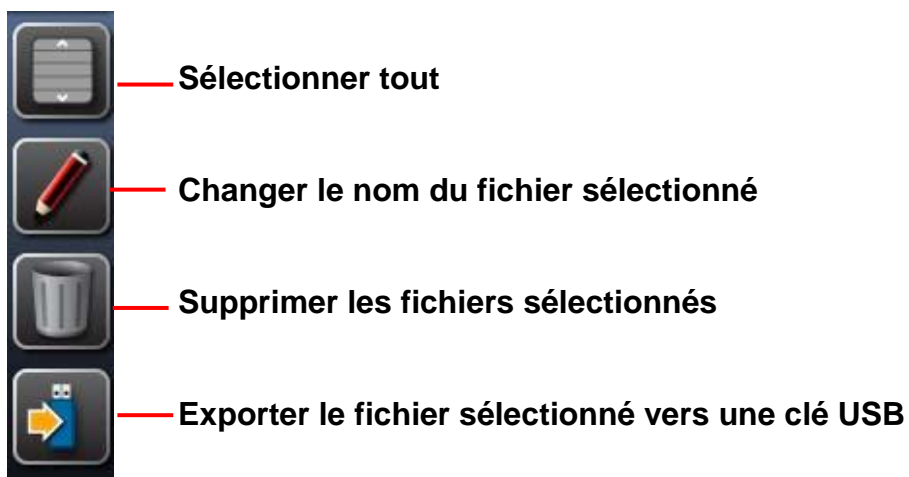 Sélectionner tout
Changer le nom du fichier sélectionné
Supprimer les fichiers sélectionnés
Exporter le fichier sélectionné vers une clé USB